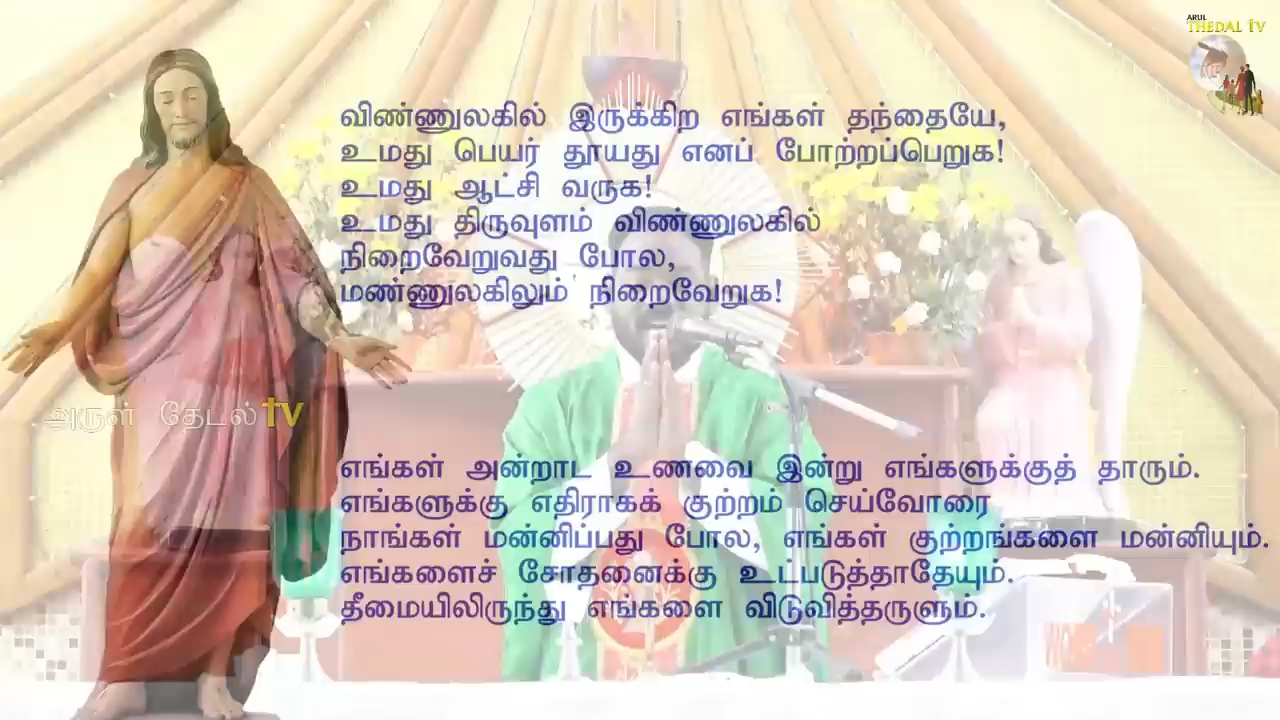 ARUL
THEDAL TV
விண்ணுலகில் இருக்கிற எங்கள் தந்தையே,
உமது பெயர் தூயது எனப் போற்றப்பெறுக!
உமது ஆட்சி வருக!
உமது திருவுளம் விண்ணுலகில்
நிறைவேறுவது போல,
மண்ணுலகிலும் நிறைவேறுக!
அருள் தேடல் TV
எங்கள் அன்றாட உணவை இன்று எங்களுக்குத் தாரும்.
எங்களுக்கு எதிராகக் குற்றம் செய்வோரை
நாங்கள் மன்னிப்பது போல, எங்கள் குற்றங்களை மன்னியும்.
எங்களைச் சோதனைக்கு உட்படுத்தாதேயும்.
தீமையிலிருந்து எங்களை விடுவித்தருளும்.